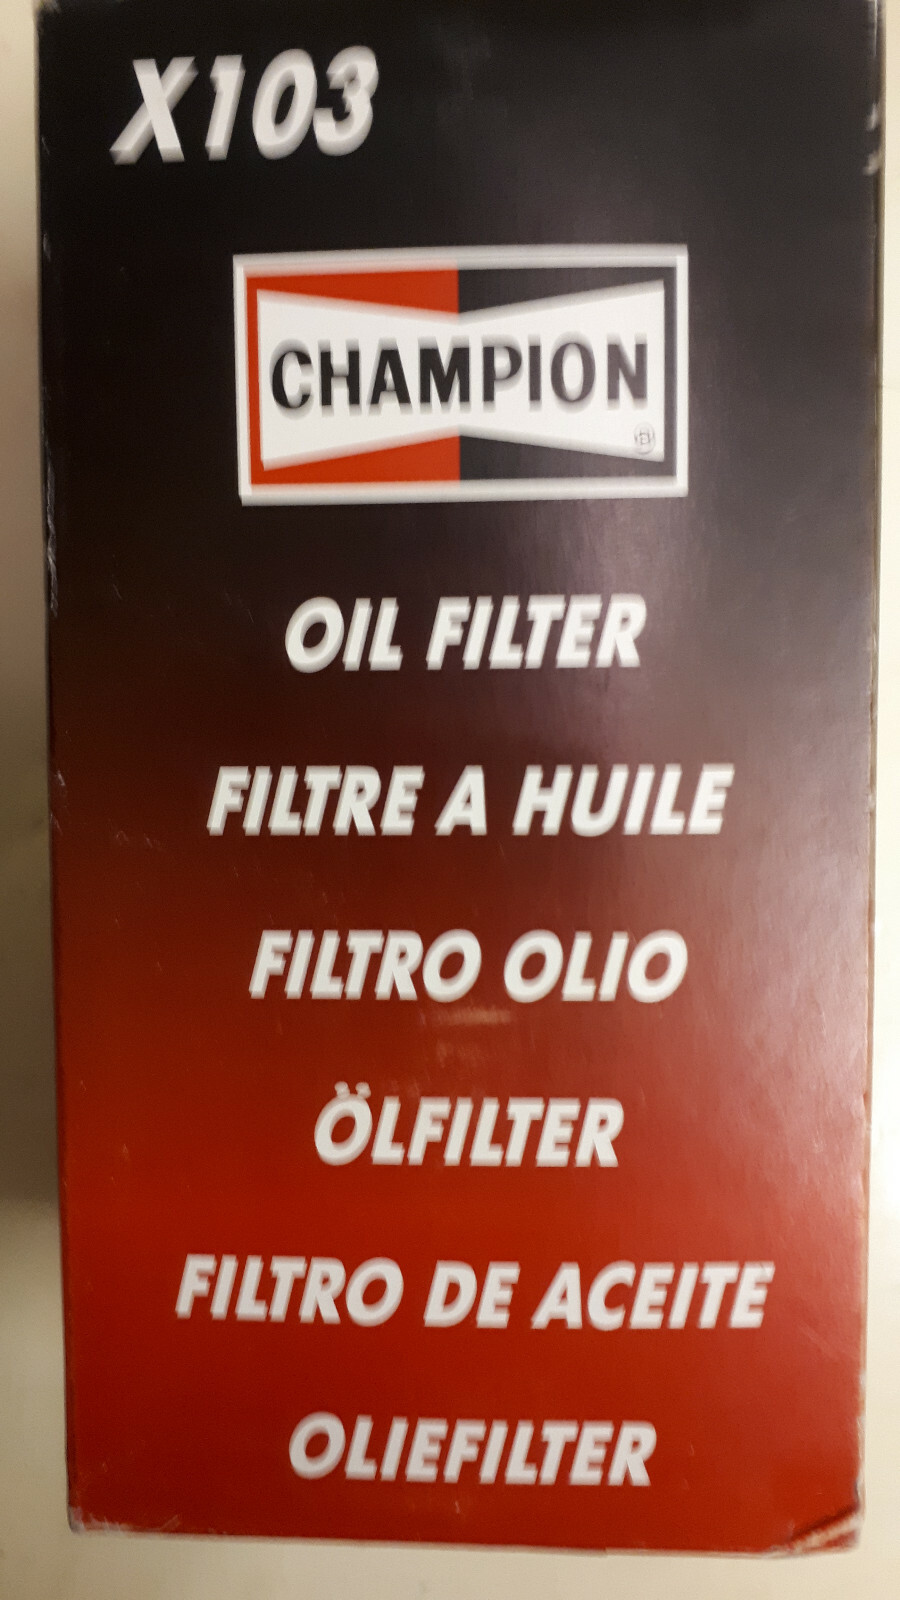 X103
CHAMPION
OIL FILTER
FILTRE A HUILE
FILTRO OLIO
ÖLFILTER
FILTRO DE ACEITE
OLIEFILTER